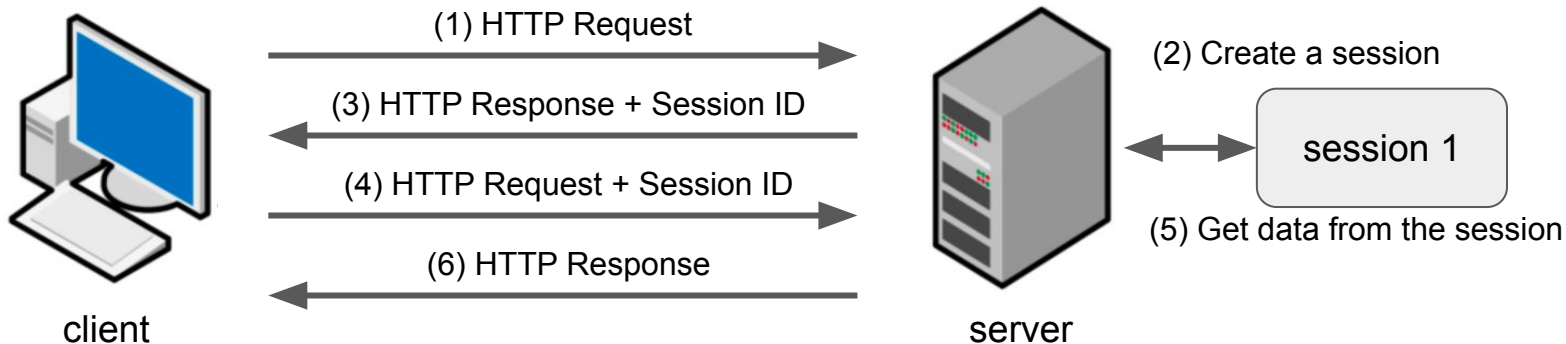 (1) HTTP Request
(2) Create a session
(3) HTTP Response + Session ID
session 1
(4) HTTP Request + Session ID
(5) Get data from the session
(6) HTTP Response
client
server